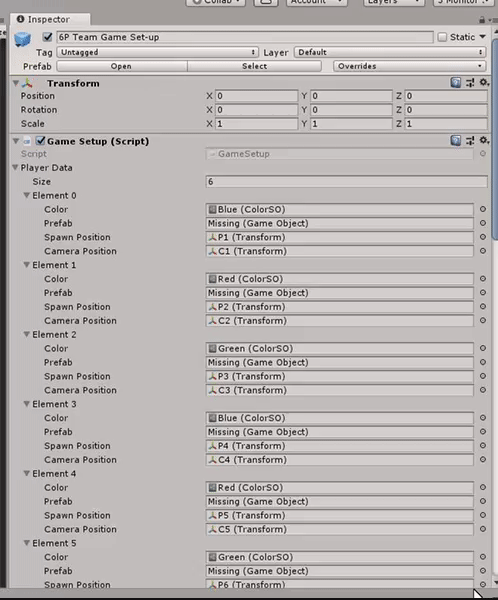 Collab
Account
Layers
Inspector
6P Team Game Set-up
Static
Tag Untagged Layer Default
Prefab Open Select Overrides
Transform
Position X 0 Y 0 Z 0
Rotation X 0 Y 0 Z 0
Scale X 1 Y 1 Z 1
Game Setup (Script)
Script GameSetup
Player Data
Size 6
Element 0
Color Blue (ColorSO)
Prefab Missing (Game Object)
Spawn Position P1 (Transform)
Camera Position C1 (Transform)
Element 1
Color Red (ColorSO)
Prefab Missing (Game Object)
Spawn Position P2 (Transform)
Camera Position C2 (Transform)
Element 2
Color Green (ColorSO)
Prefab Missing (Game Object)
Spawn Position P3 (Transform)
Camera Position C3 (Transform)
Element 3
Color Blue (ColorSO)
Prefab Missing (Game Object)
Spawn Position P4 (Transform)
Camera Position C4 (Transform)
Element 4
Color Red (ColorSO)
Prefab Missing (Game Object)
Spawn Position P5 (Transform)
Camera Position C5 (Transform)
Element 5
Color Green (ColorSO)
Prefab Missing (Game Object)
Spawn Position P6 (Transform)